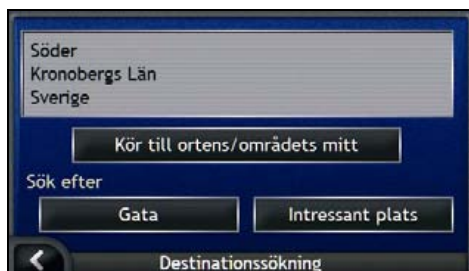 Söder
Kronobergs Län
Sverige
Kör till ortens/områdets mitt
Sök efter
Gata
Intressant plats
Destinationssökning